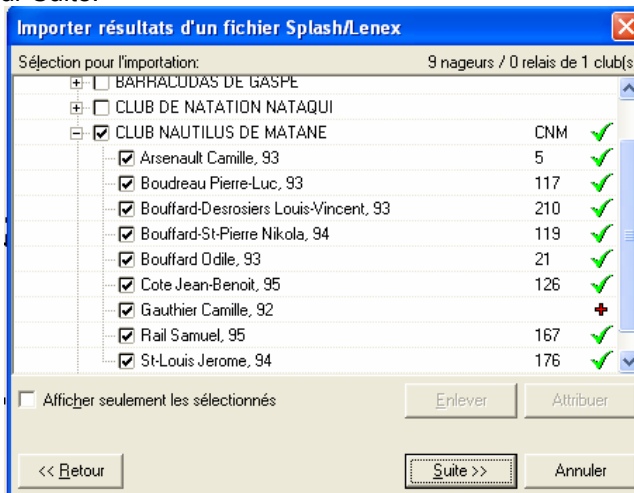 ur Suite.
Importer résultats d'un fichier Splash/Lenex
Sélection pour l'importation: 9 nageurs / 0 relais de 1 club(s
BARRACUDAS DE GASPE
CLUB DE NATATION NATAQUI
CLUB NAUTILUS DE MATANE CNM
Arsenault Camille, 93 5
Boudreau Pierre-Luc, 93 117
Bouffard-Desrosiers Louis-Vincent, 93 210
Bouffard-St-Pierre Nikola, 94 119
Bouffard Odile, 93 21
Cote Jean-Benoit, 95 126
Gauthier Camille, 92
Rail Samuel, 95 167
St-Louis Jerome, 94 176
Afficher seulement les sélectionnés Enlever Attribuer
<< Retour Suite >> Annuler